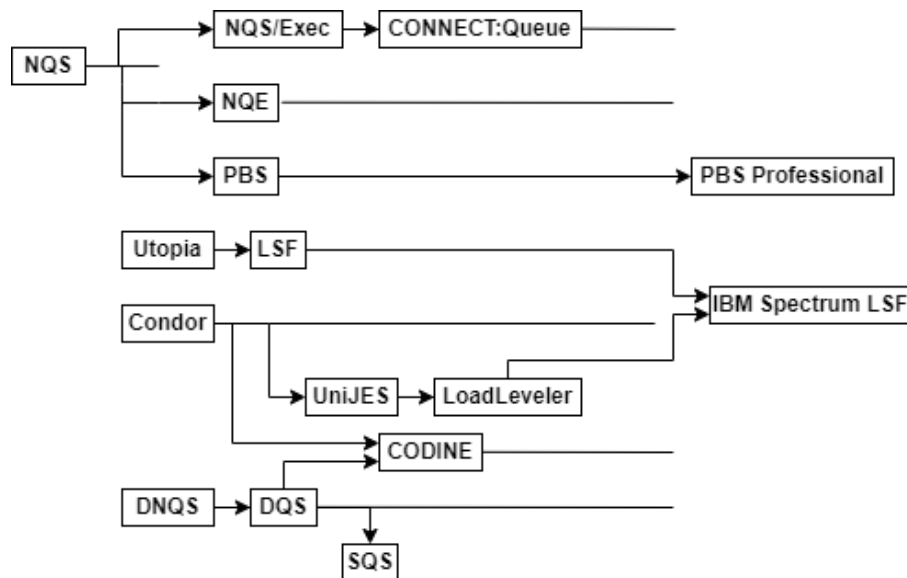 NQS/Exec
CONNECT:Queue
NQS
NQE
PBS
PBS Professional
Utopia
LSF
IBM Spectrum LSF
Condor
UniJES
LoadLeveler
CODINE
DNQS
DQS
SQS